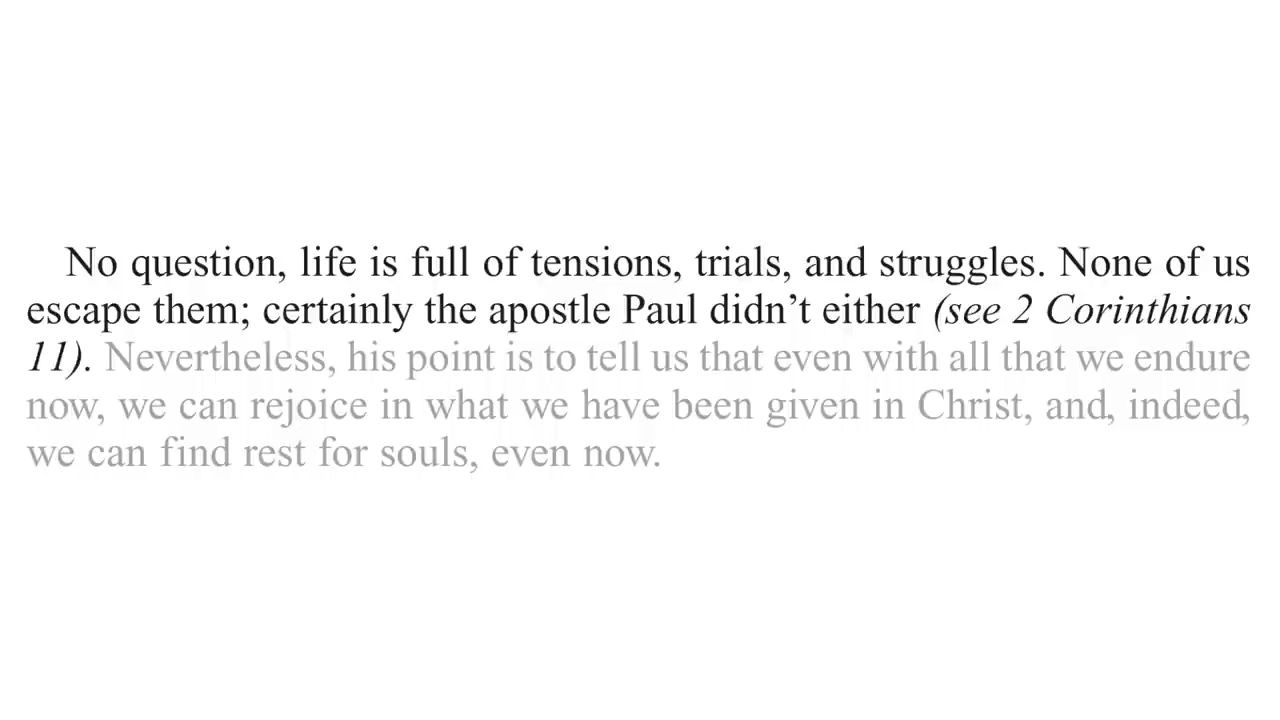 No question, life is full of tensions, trials, and struggles. None of us
escape them; certainly the apostle Paul didn’t either (see 2 Corinthians
11). Nevertheless, his point is to tell us that even with all that we endure
now, we can rejoice in what we have been given in Christ, and, indeed,
we can find rest for souls, even now.